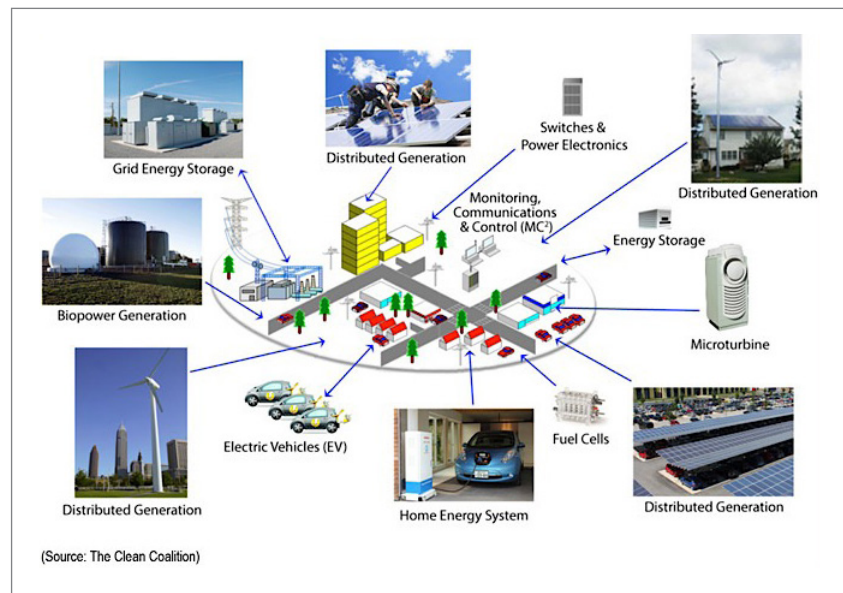 Grid Energy Storage
Distributed Generation
Switches &
Power Electronics
Distributed Generation
Monitoring,
Communications
& Control (MC²)
Energy Storage
Biopower Generation
Microturbine
Electric Vehicles (EV)
Fuel Cells
Distributed Generation
Home Energy System
Distributed Generation
(Source: The Clean Coalition)